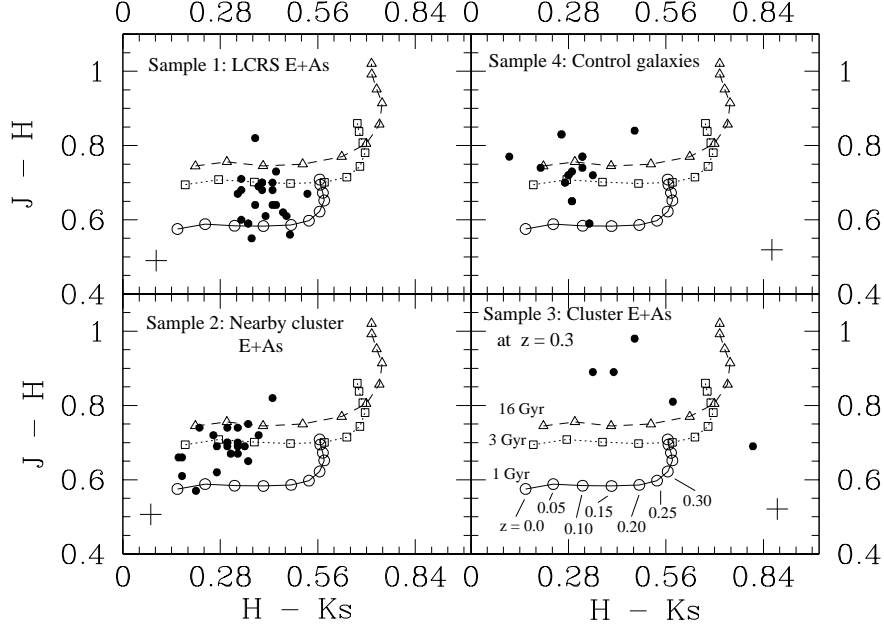 0 0.28 0.56 0.84 0 0.28 0.56 0.84
Sample 1: LCRS E+As
Sample 4: Control galaxies
1 1
0.8 0.8
J - H
0.6 0.6
0.4 0.4
Sample 2: Nearby cluster
E+As
Sample 3: Cluster E+As
at z = 0.3
1 1
0.8 0.8
16 Gyr
J - H
3 Gyr
0.6 0.6
1 Gyr
z = 0.0
0.05
0.10
0.15
0.20
0.25
0.30
0.4 0.4
0 0.28 0.56 0.84 0 0.28 0.56 0.84
H - Ks H - Ks